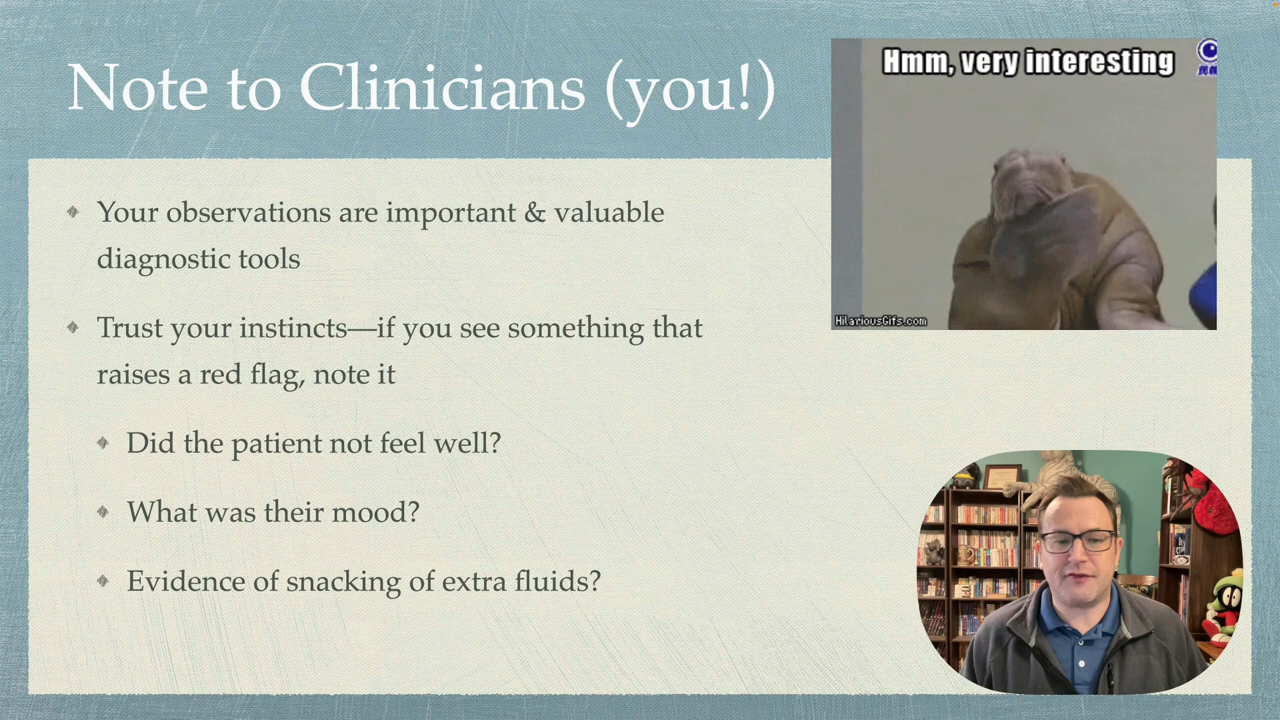 Note to Clinicians (you!)
Hmm, very interesting
Your observations are important & valuable
diagnostic tools
Trust your instincts—if you see something that
raises a red flag, note it
Did the patient not feel well?
What was their mood?
Evidence of snacking of extra fluids?
HilariousGifs.com